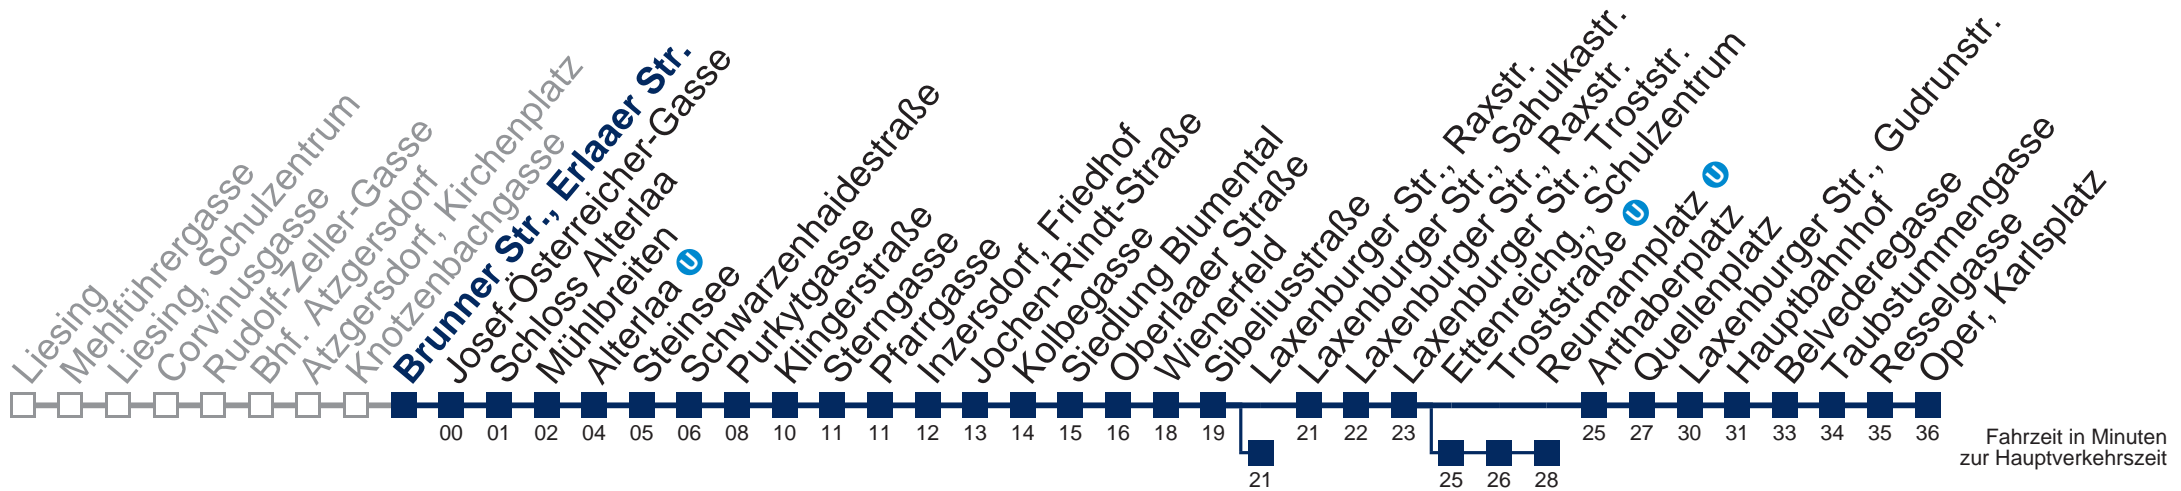 Liesing
Mehlführergasse
Liesing, Schulzentrum
Corvinusgasse
Rudolf-Zeller-Gasse
Bhf. Atzgersdorf
Atzgersdorf, Kirchenplatz
Knotzenbachgasse
Brunner Str., Erlaaer Str.
Josef-Österreicher-Gasse
Schloss Alterlaa
Mühlbreiten
Alterlaa U
Steinsee
Schwarzenhaidestraße
Purkytgasse
Klingerstraße
Sterngasse
Pfarrgasse
Inzersdorf, Friedhof
Jochen-Rindt-Straße
Kolbegasse
Siedlung Blumental
Oberlaaer Straße
Wienerfeld
Sibeliusstraße
Laxenburger Str., Raxstr.
Laxenburger Str., Sahulkastr.
Laxenburger Str., Raxstr.
Laxenburger Str., Troststr.
Ettenreichg., Schulzentrum
Troststraße U
Reumannplatz U
Arthaberplatz
Quellenplatz
Laxenburger Str., Gudrunstr.
Hauptbahnhof
Belvederegasse
Taubstummengasse
Resselgasse
Oper, Karlsplatz
00 01 02 04 05 06 08 10 11 11 12 13 14 15 16 18 19 21 22 23 25 27 30 31 33 34 35 36
21 25 26 28
Fahrzeit in Minuten
zur Hauptverkehrszeit